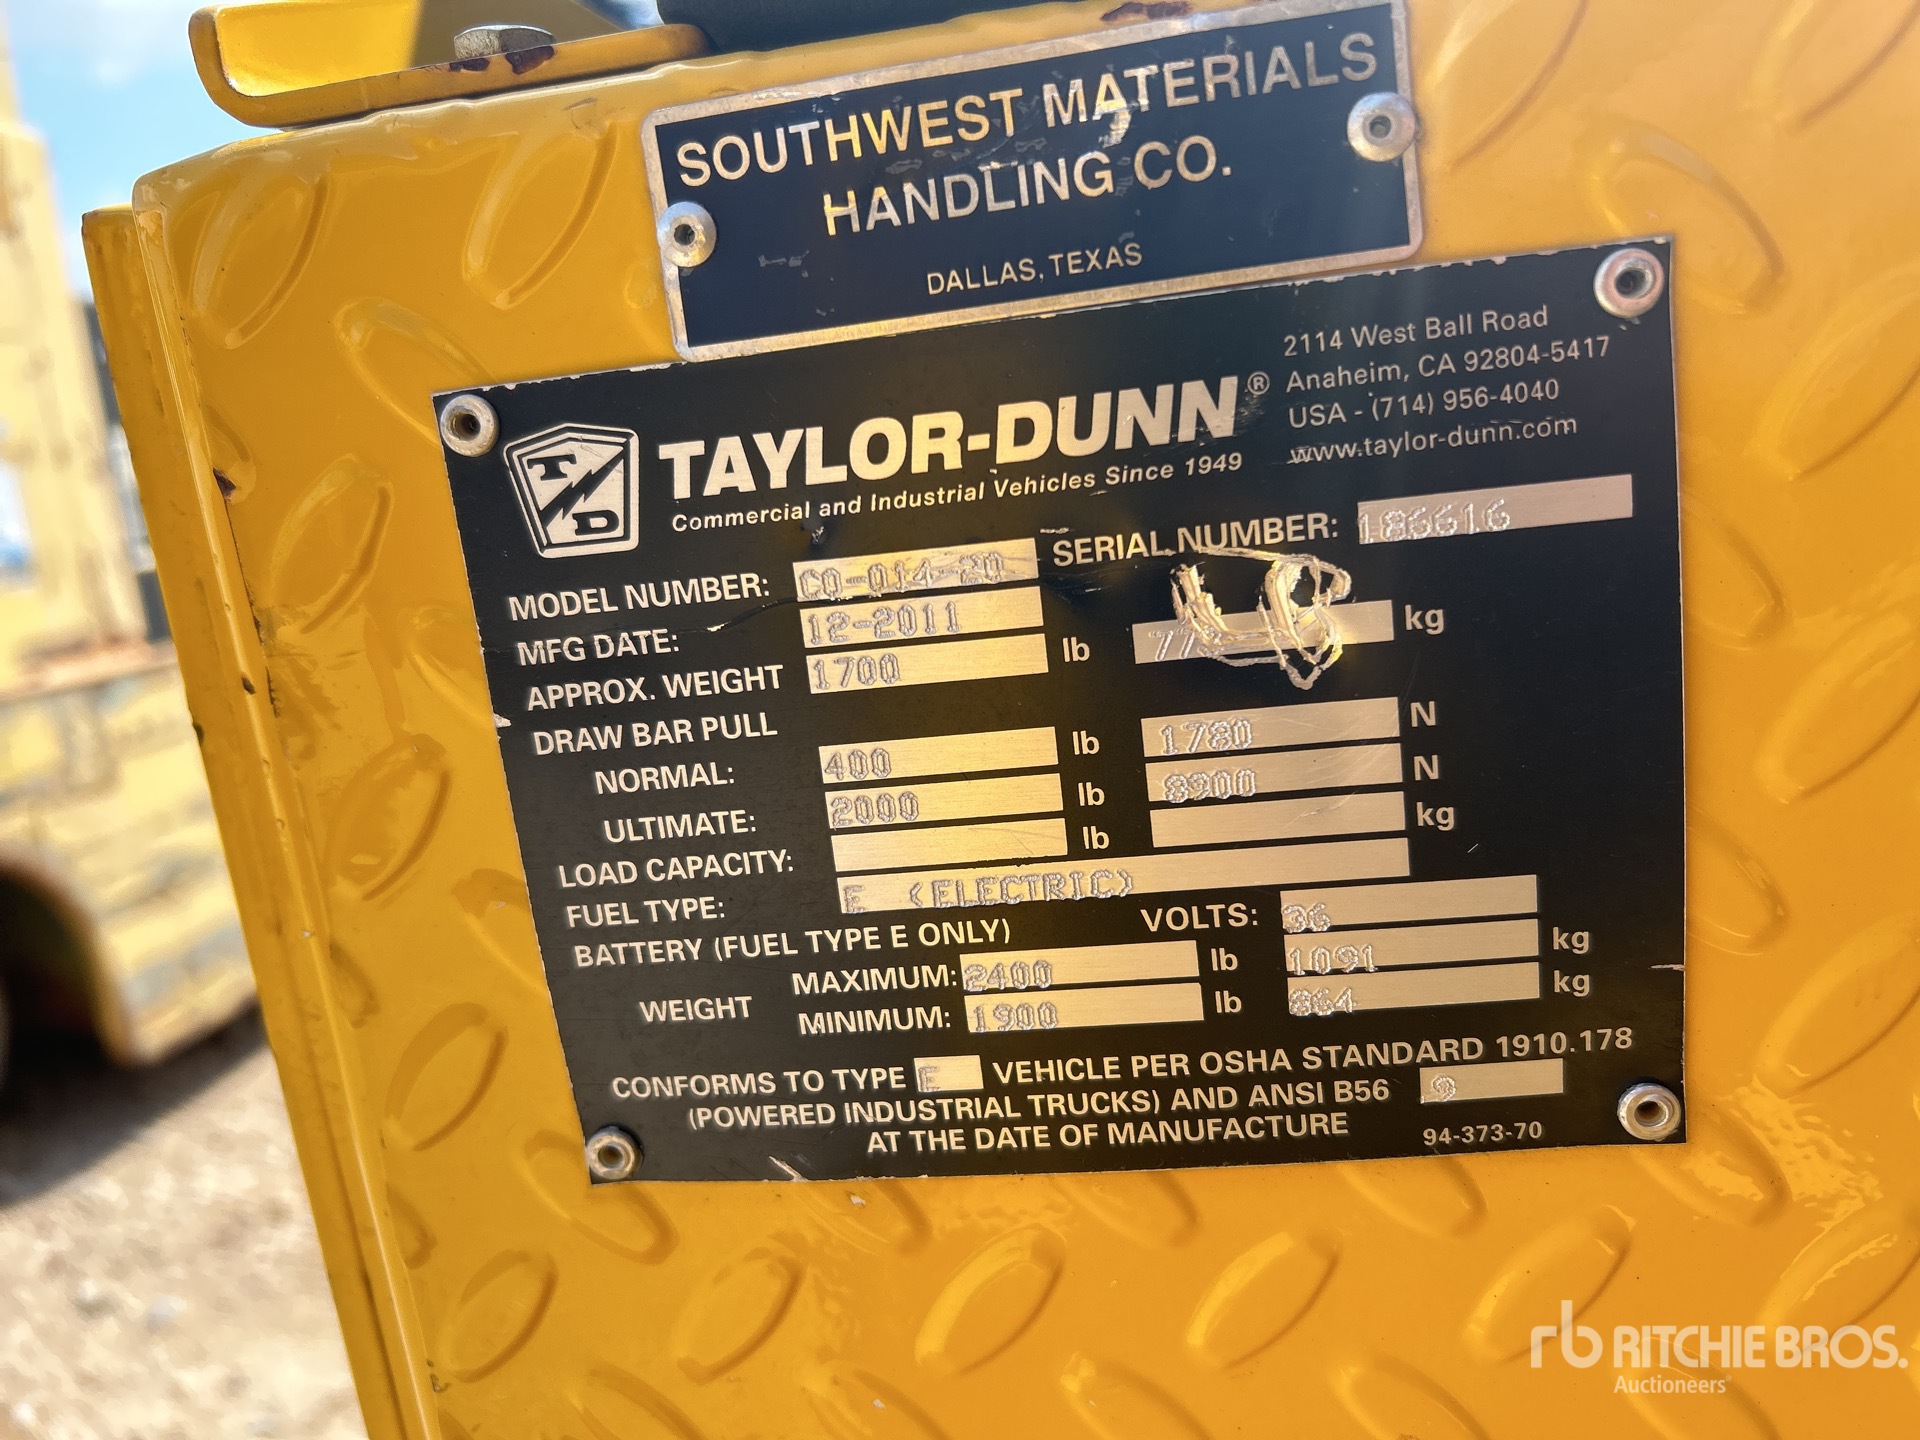 SOUTHWEST MATERIALS
HANDLING CO.
DALLAS, TEXAS
TD
TAYLOR-DUNN®
Commercial and Industrial Vehicles Since 1949
2114 West Ball Road
Anaheim, CA 92804-5417
USA - (714) 956-4040
www.taylor-dunn.com
MODEL NUMBER: CO-014-20 SERIAL NUMBER: 186616
MFG DATE: 12-2011
APPROX. WEIGHT 1700 lb kg
DRAW BAR PULL
NORMAL: 400 lb 1780 N
ULTIMATE: 2000 lb 8900 N
LOAD CAPACITY: lb kg
FUEL TYPE: E (ELECTRIC)
BATTERY (FUEL TYPE E ONLY) VOLTS: 36
WEIGHT MAXIMUM: 2400 lb 1091 kg
MINIMUM: 1900 lb 864 kg
CONFORMS TO TYPE E VEHICLE PER OSHA STANDARD 1910.178
(POWERED INDUSTRIAL TRUCKS) AND ANSI B56 .9
AT THE DATE OF MANUFACTURE 94-373-70
rb RITCHIE BROS.
Auctioneers